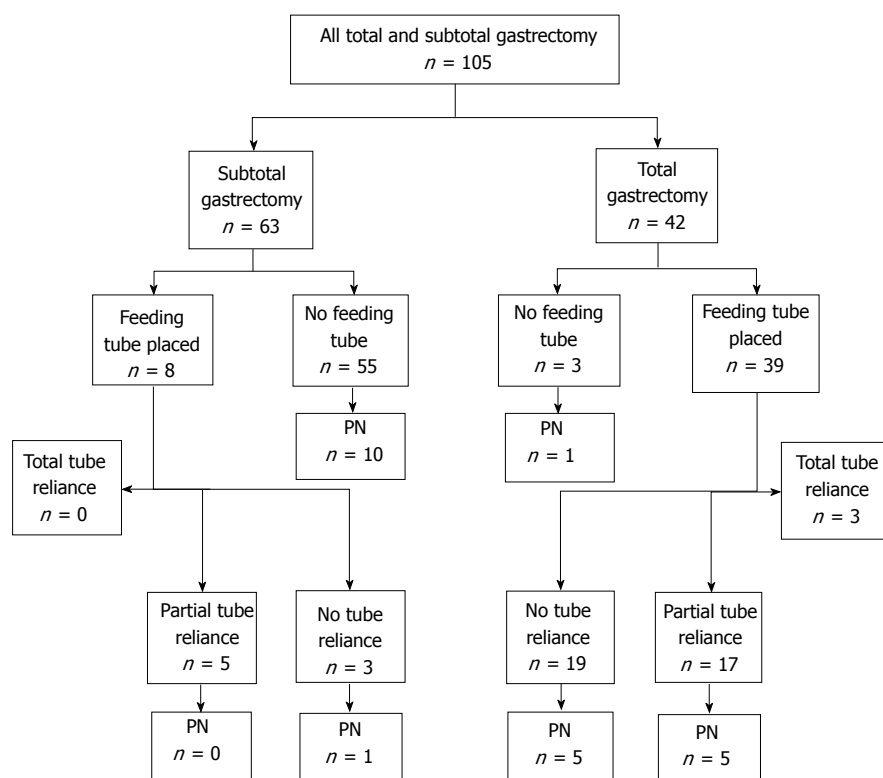 All total and subtotal gastrectomy
n = 105
Subtotal
gastrectomy
n = 63
Total
gastrectomy
n = 42
Feeding
tube placed
n = 8
No feeding
tube
n = 55
No feeding
tube
n = 3
Feeding tube
placed
n = 39
PN
n = 10
PN
n = 1
Total tube
reliance
n = 0
Total tube
reliance
n = 3
Partial tube
reliance
n = 5
No tube
reliance
n = 3
No tube
reliance
n = 19
Partial tube
reliance
n = 17
PN
n = 0
PN
n = 1
PN
n = 5
PN
n = 5